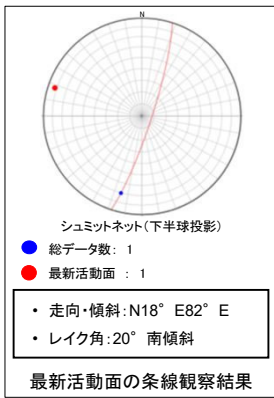 N
シュミットネット(下半球投影)
総データ数: 1
最新活動面 : 1
• 走向・傾斜:N18°E82°E
• レイク角:20°南傾斜
最新活動面の条線観察結果